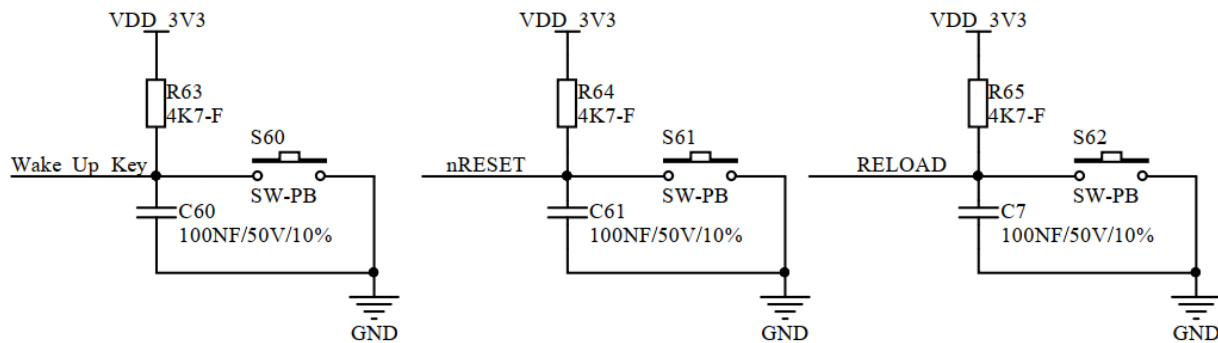 VDD_3V3
R63
4K7-F
S60
Wake Up Key
SW-PB
C60
100NF/50V/10%
GND
VDD_3V3
R64
4K7-F
S61
nRESET
SW-PB
C61
100NF/50V/10%
GND
VDD_3V3
R65
4K7-F
S62
RELOAD
SW-PB
C7
100NF/50V/10%
GND